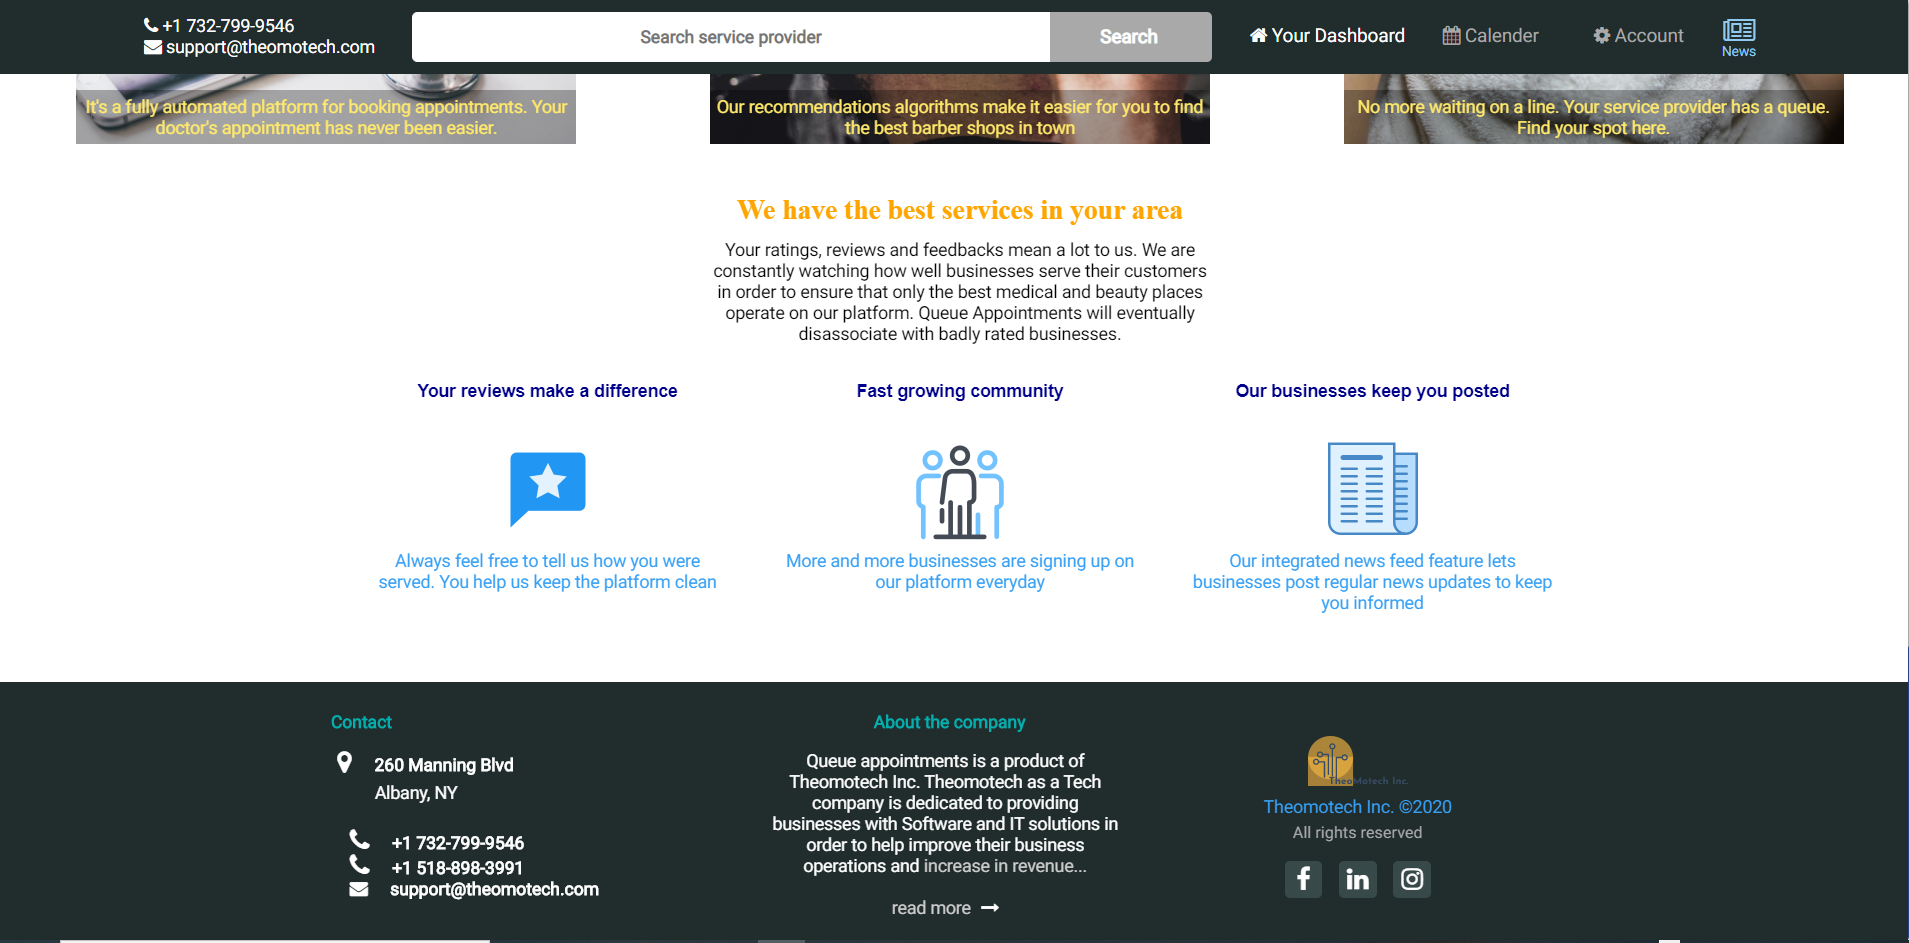 +1 732-799-9546
support@theomotech.com
Search service provider
Search
Your Dashboard
Calender
Account
News
It's a fully automated platform for booking appointments. Your
doctor's appointment has never been easier.
Our recommendations algorithms make it easier for you to find
the best barber shops in town
No more waiting on a line. Your service provider has a queue.
Find your spot here.
We have the best services in your area
Your ratings, reviews and feedbacks mean a lot to us. We are
constantly watching how well businesses serve their customers
in order to ensure that only the best medical and beauty places
operate on our platform. Queue Appointments will eventually
disassociate with badly rated businesses.
Your reviews make a difference
Always feel free to tell us how you were
served. You help us keep the platform clean
Fast growing community
More and more businesses are signing up on
our platform everyday
Our businesses keep you posted
Our integrated news feed feature lets
businesses post regular news updates to keep
you informed
Contact
260 Manning Blvd
Albany, NY
+1 732-799-9546
+1 518-898-3991
support@theomotech.com
About the company
Queue appointments is a product of
Theomotech Inc. Theomotech as a Tech
company is dedicated to providing
businesses with Software and IT solutions in
order to help improve their business
operations and increase in revenue...
read more
TheoMotech Inc.
Theomotech Inc. ©2020
All rights reserved